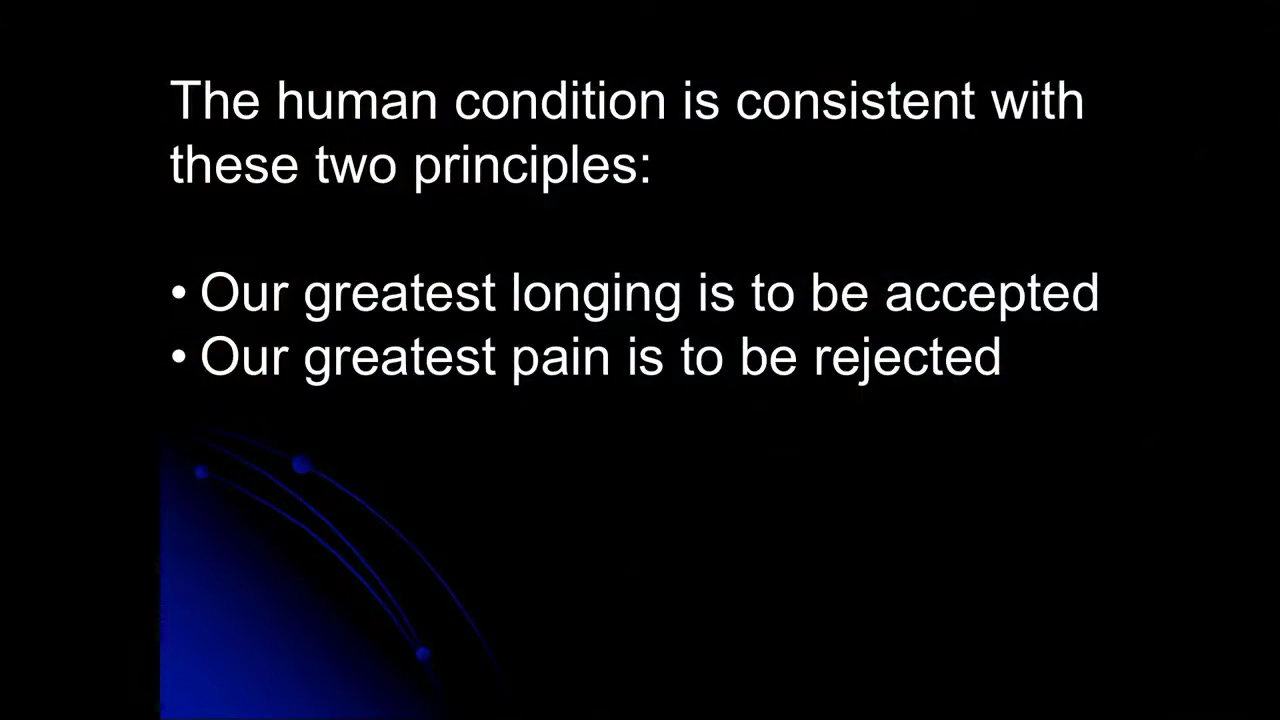 The human condition is consistent with
these two principles:
• Our greatest longing is to be accepted
• Our greatest pain is to be rejected